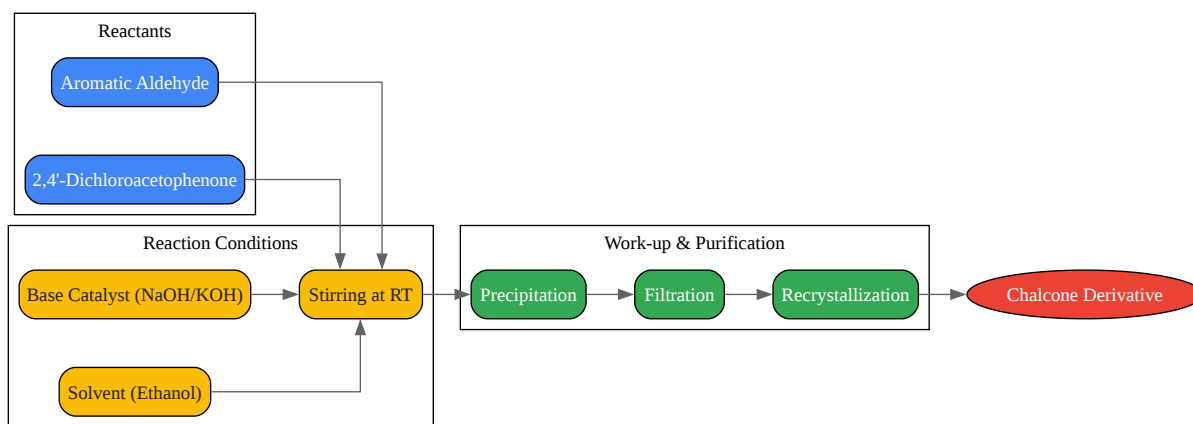 Reactants
Aromatic Aldehyde
2,4'-Dichloroacetophenone
Reaction Conditions
Base Catalyst (NaOH/KOH)
Stirring at RT
Solvent (Ethanol)
Work-up & Purification
Precipitation
Filtration
Recrystallization
Chalcone Derivative